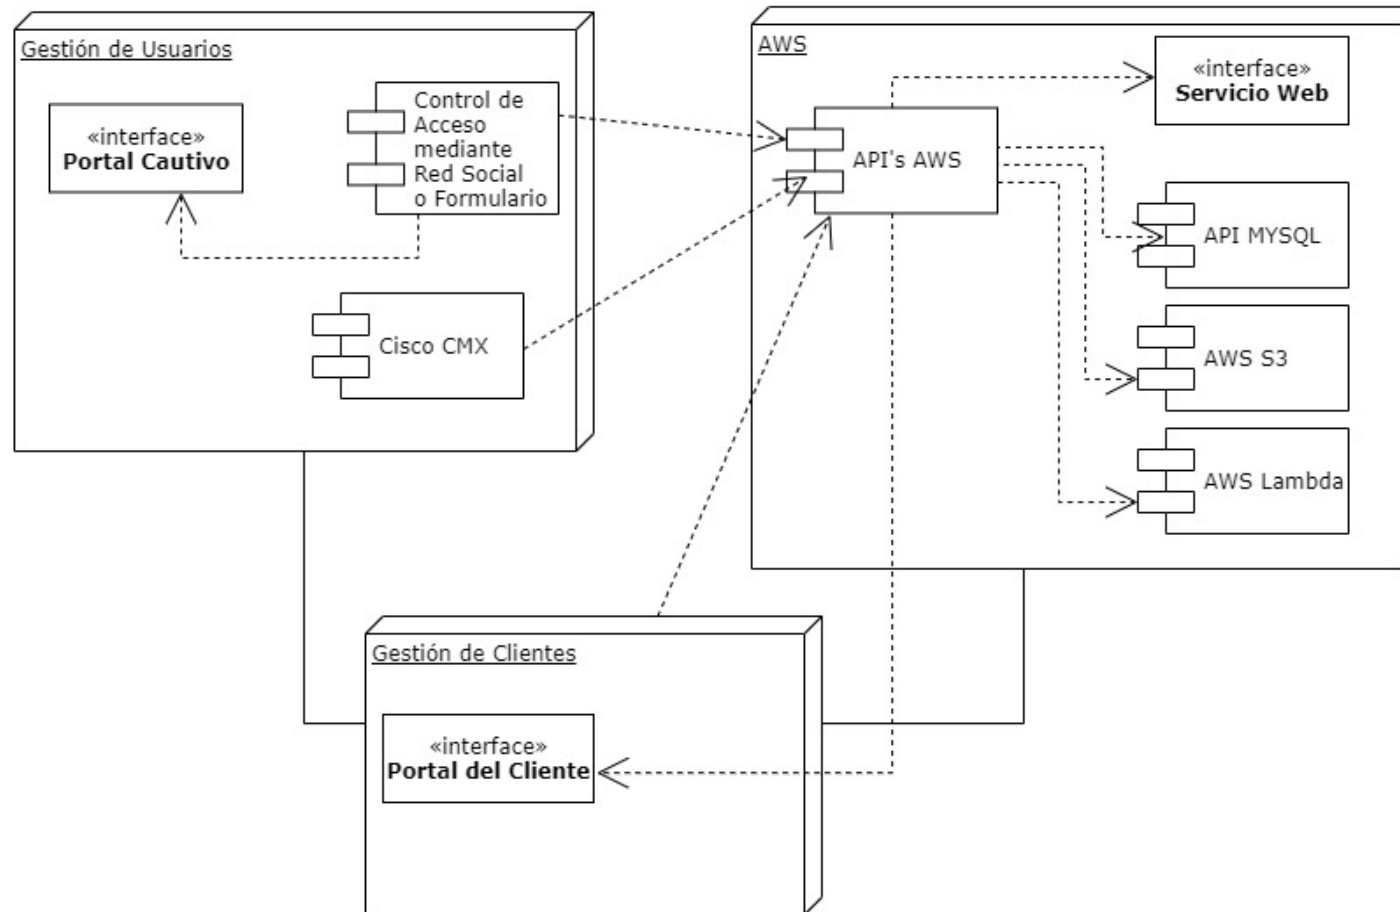 Gestión de Usuarios
«interface»
Portal Cautivo
Control de
Acceso
mediante
Red Social
o Formulario
Cisco CMX
AWS
API's AWS
«interface»
Servicio Web
API MYSQL
AWS S3
AWS Lambda
Gestión de Clientes
«interface»
Portal del Cliente